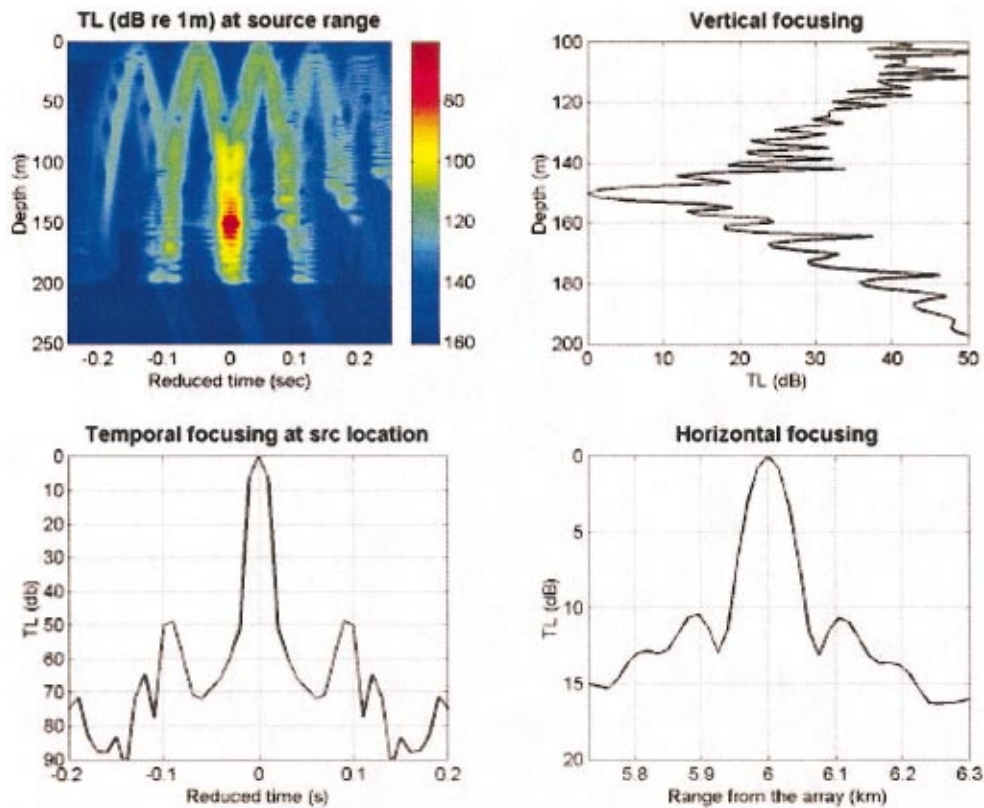 TL (dB re 1m) at source range
0
50
100
150
200
250
Depth (m)
-0.2 -0.1 0 0.1 0.2
Reduced time (sec)
80
100
120
140
160
Vertical focusing
100
120
140
160
180
200
Depth (m)
0 10 20 30 40 50
TL (dB)
Temporal focusing at src location
0
10
20
30
40
50
60
70
80
90
TL (db)
-0.2 -0.1 0 0.1 0.2
Reduced time (s)
Horizontal focusing
0
5
10
15
20
TL (dB)
5.8 5.9 6 6.1 6.2 6.3
Range from the array (km)